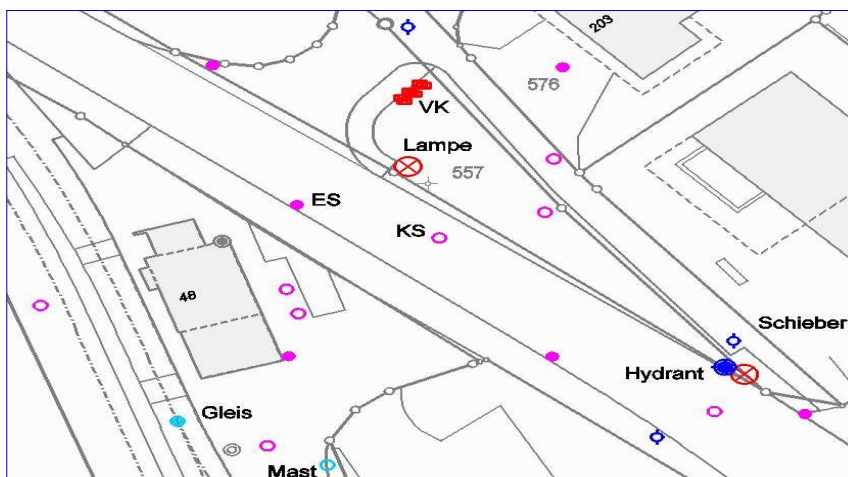 203
576
VK
Lampe
557
ES
KS
48
Schieber
Hydrant
Gleis
Mast